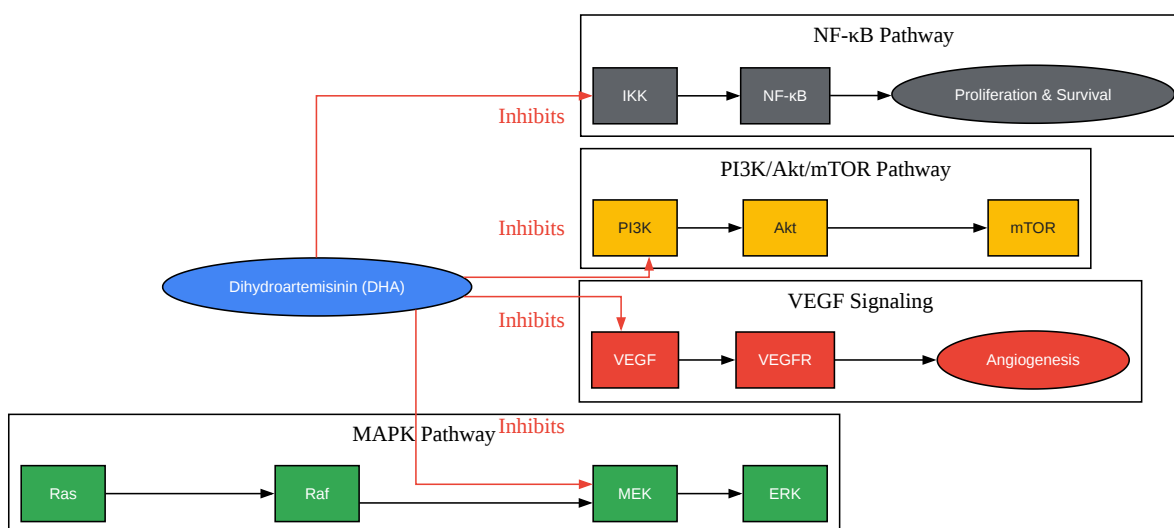 NF-κB Pathway
IKK
NF-κB
Proliferation & Survival
Inhibits
PI3K/Akt/mTOR Pathway
Inhibits
PI3K
Akt
mTOR
Dihydroartemisinin (DHA)
VEGF Signaling
Inhibits
VEGF
VEGFR
Angiogenesis
Inhibits
MAPK Pathway
Ras
Raf
MEK
ERK